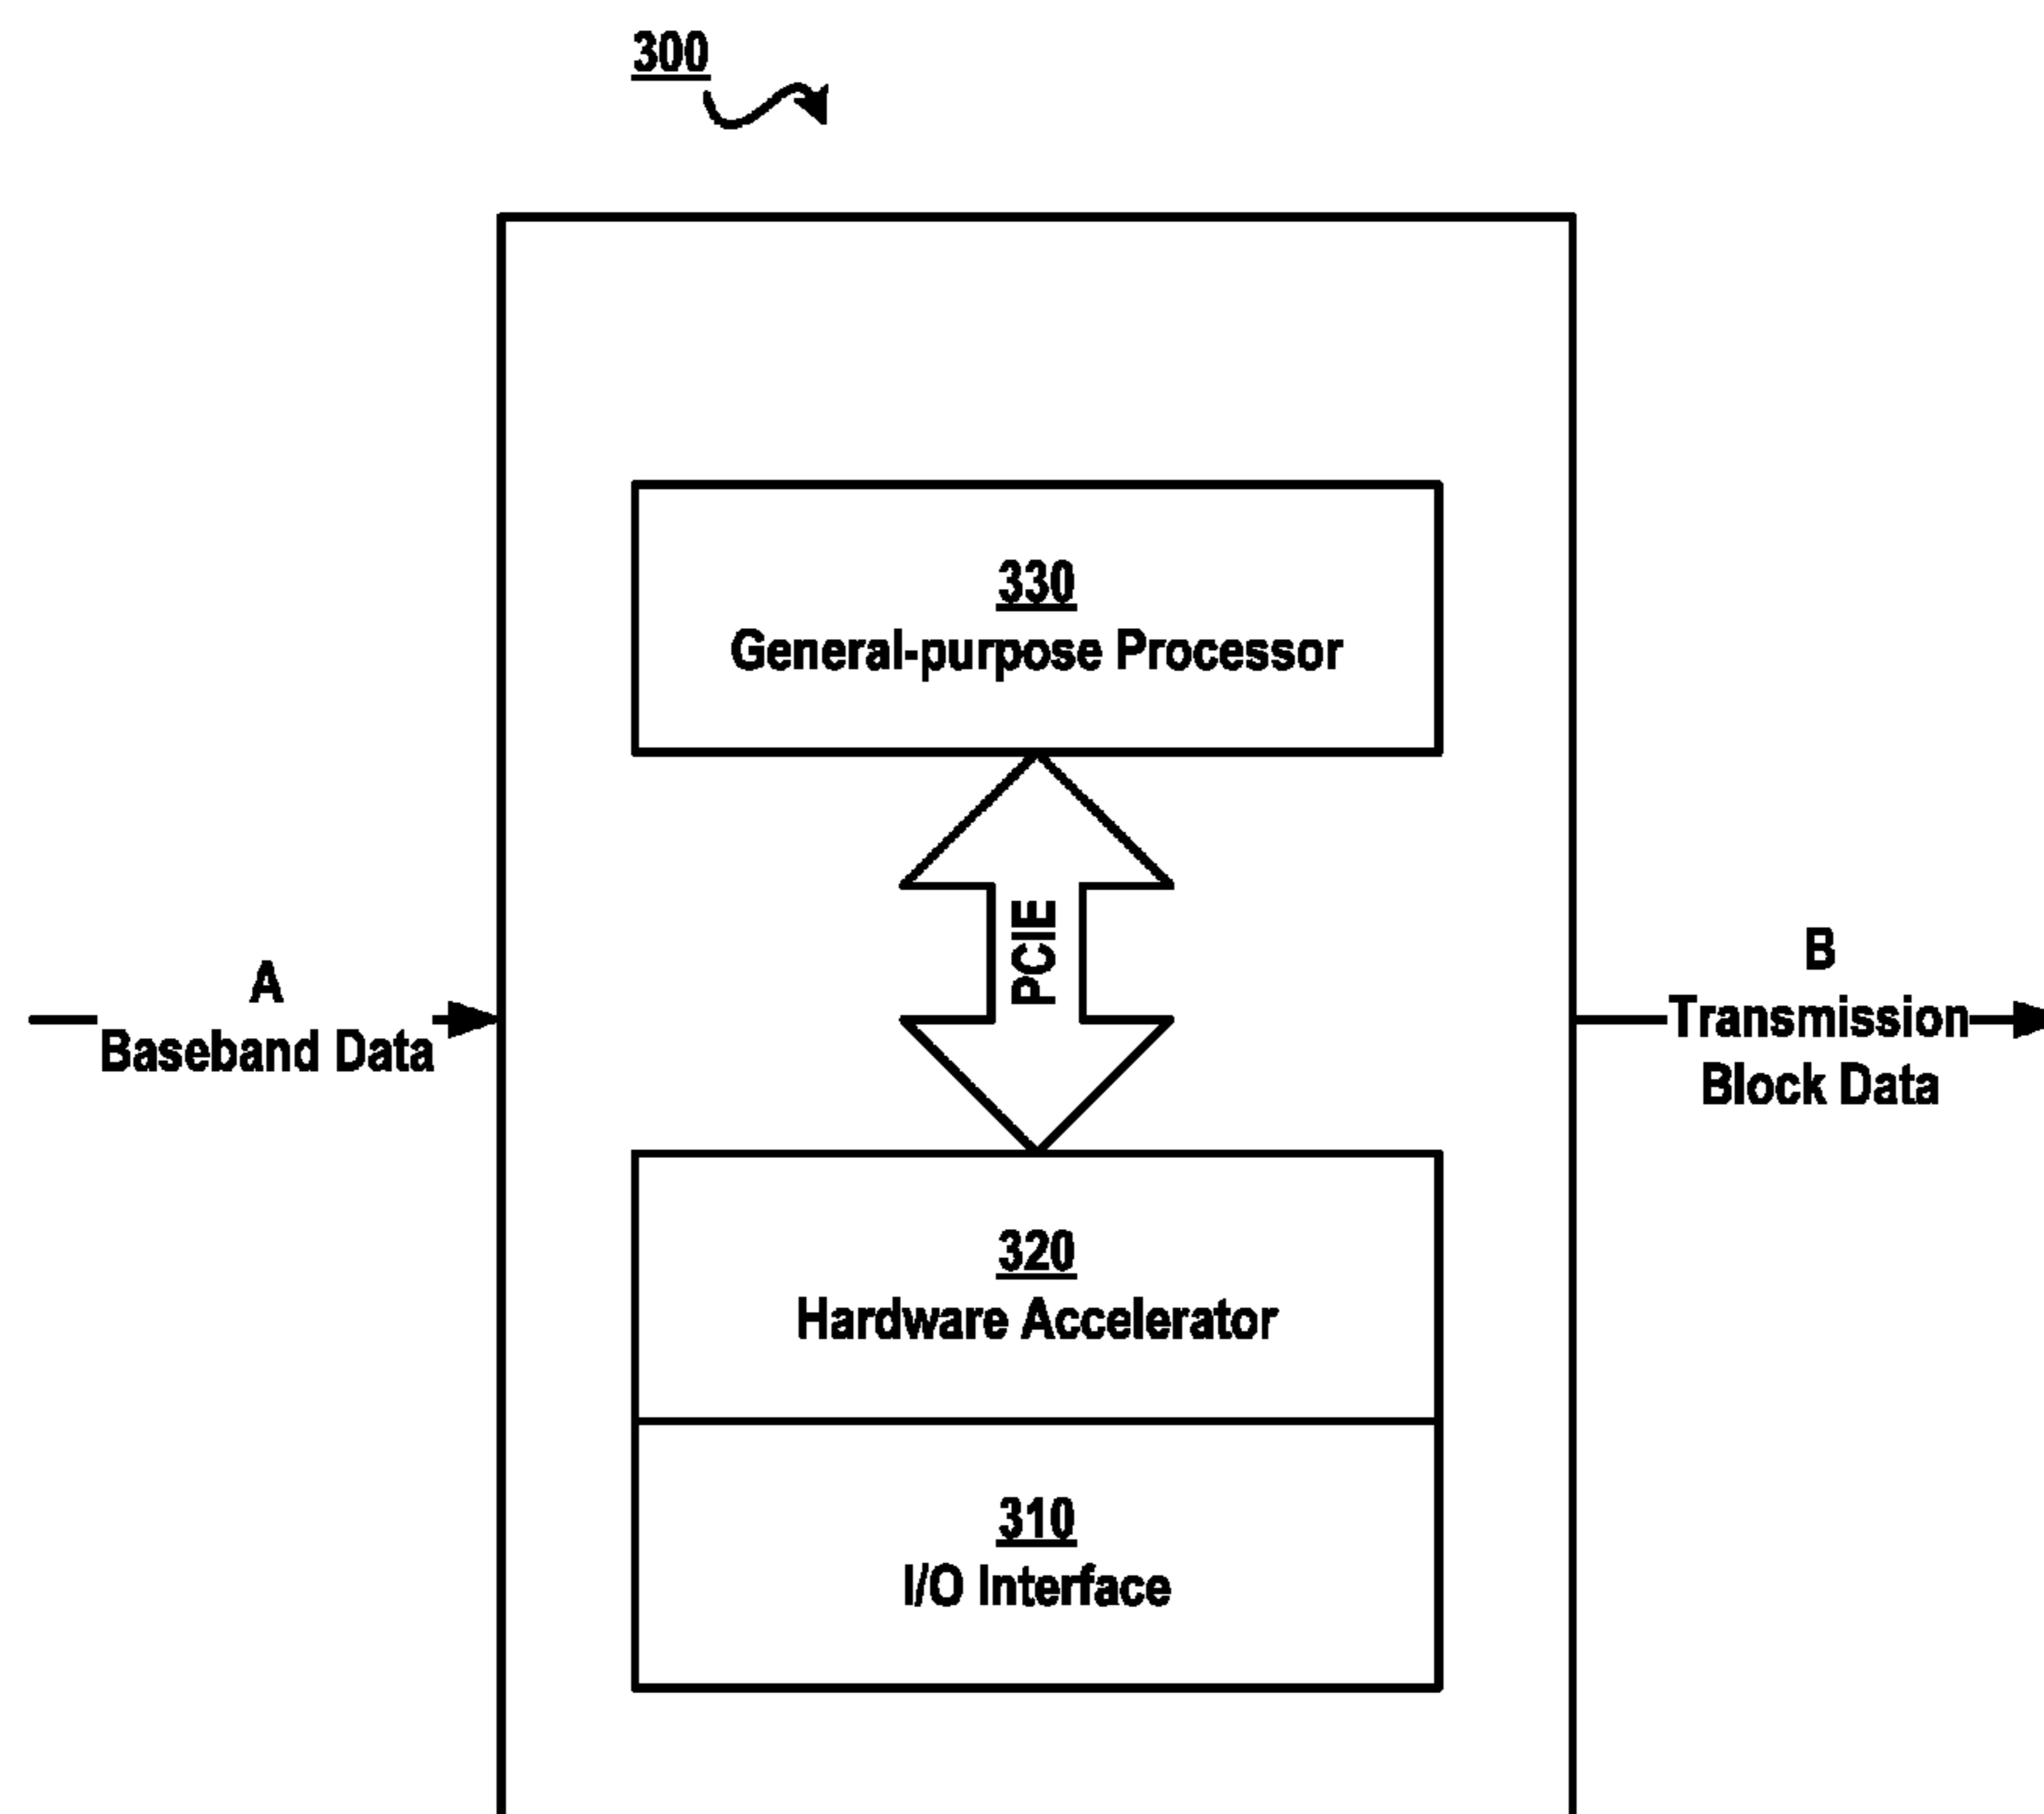 300
330
General-purpose Processor
PCIE
A
Baseband Data
B
Transmission
Block Data
320
Hardware Accelerator
310
I/O Interface